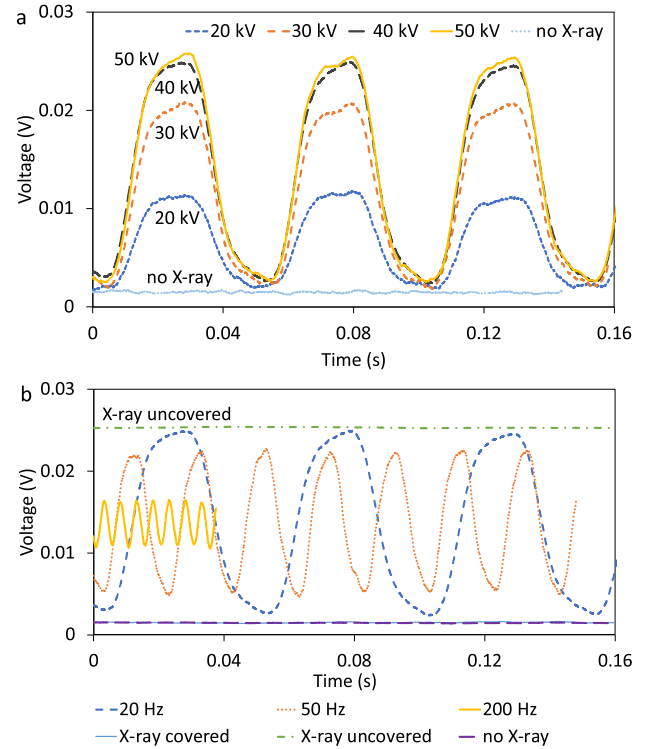 a
20 kV 30 kV 40 kV 50 kV no X-ray
0.03
50 kV
40 kV
0.02
30 kV
Voltage (V)
0.01
20 kV
no X-ray
0
0 0.04 0.08 0.12 0.16
Time (s)
b
0.03
X-ray uncovered
0.02
Voltage (V)
0.01
0
0 0.04 0.08 0.12 0.16
Time (s)
20 Hz 50 Hz 200 Hz
X-ray covered X-ray uncovered no X-ray